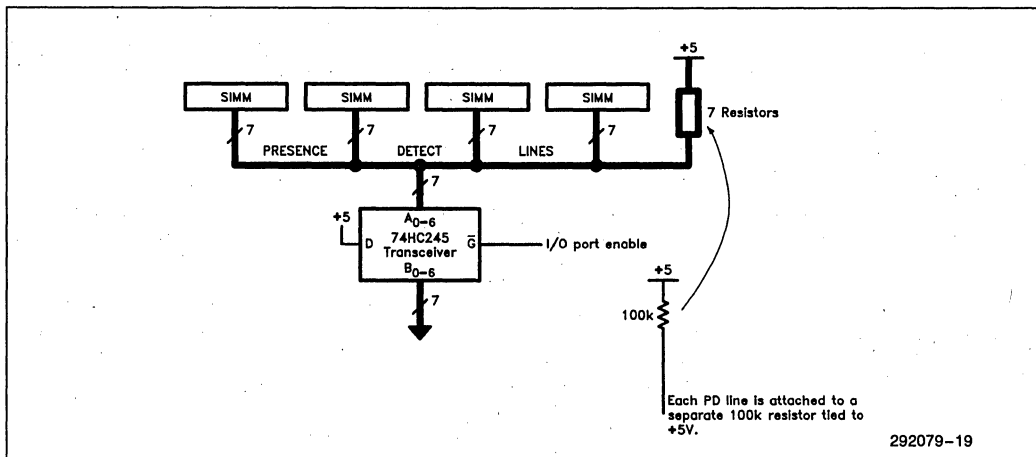 +5
SIMM SIMM SIMM SIMM
7 Resistors
7 7 7 7
PRESENCE DETECT LINES
7
+5
A0-6
74HC245
D G̅
Transceiver
I/O port enable
B0-6
7
+5
100k
Each PD line is attached to a
separate 100k resistor tied to
+5V.
292079-19